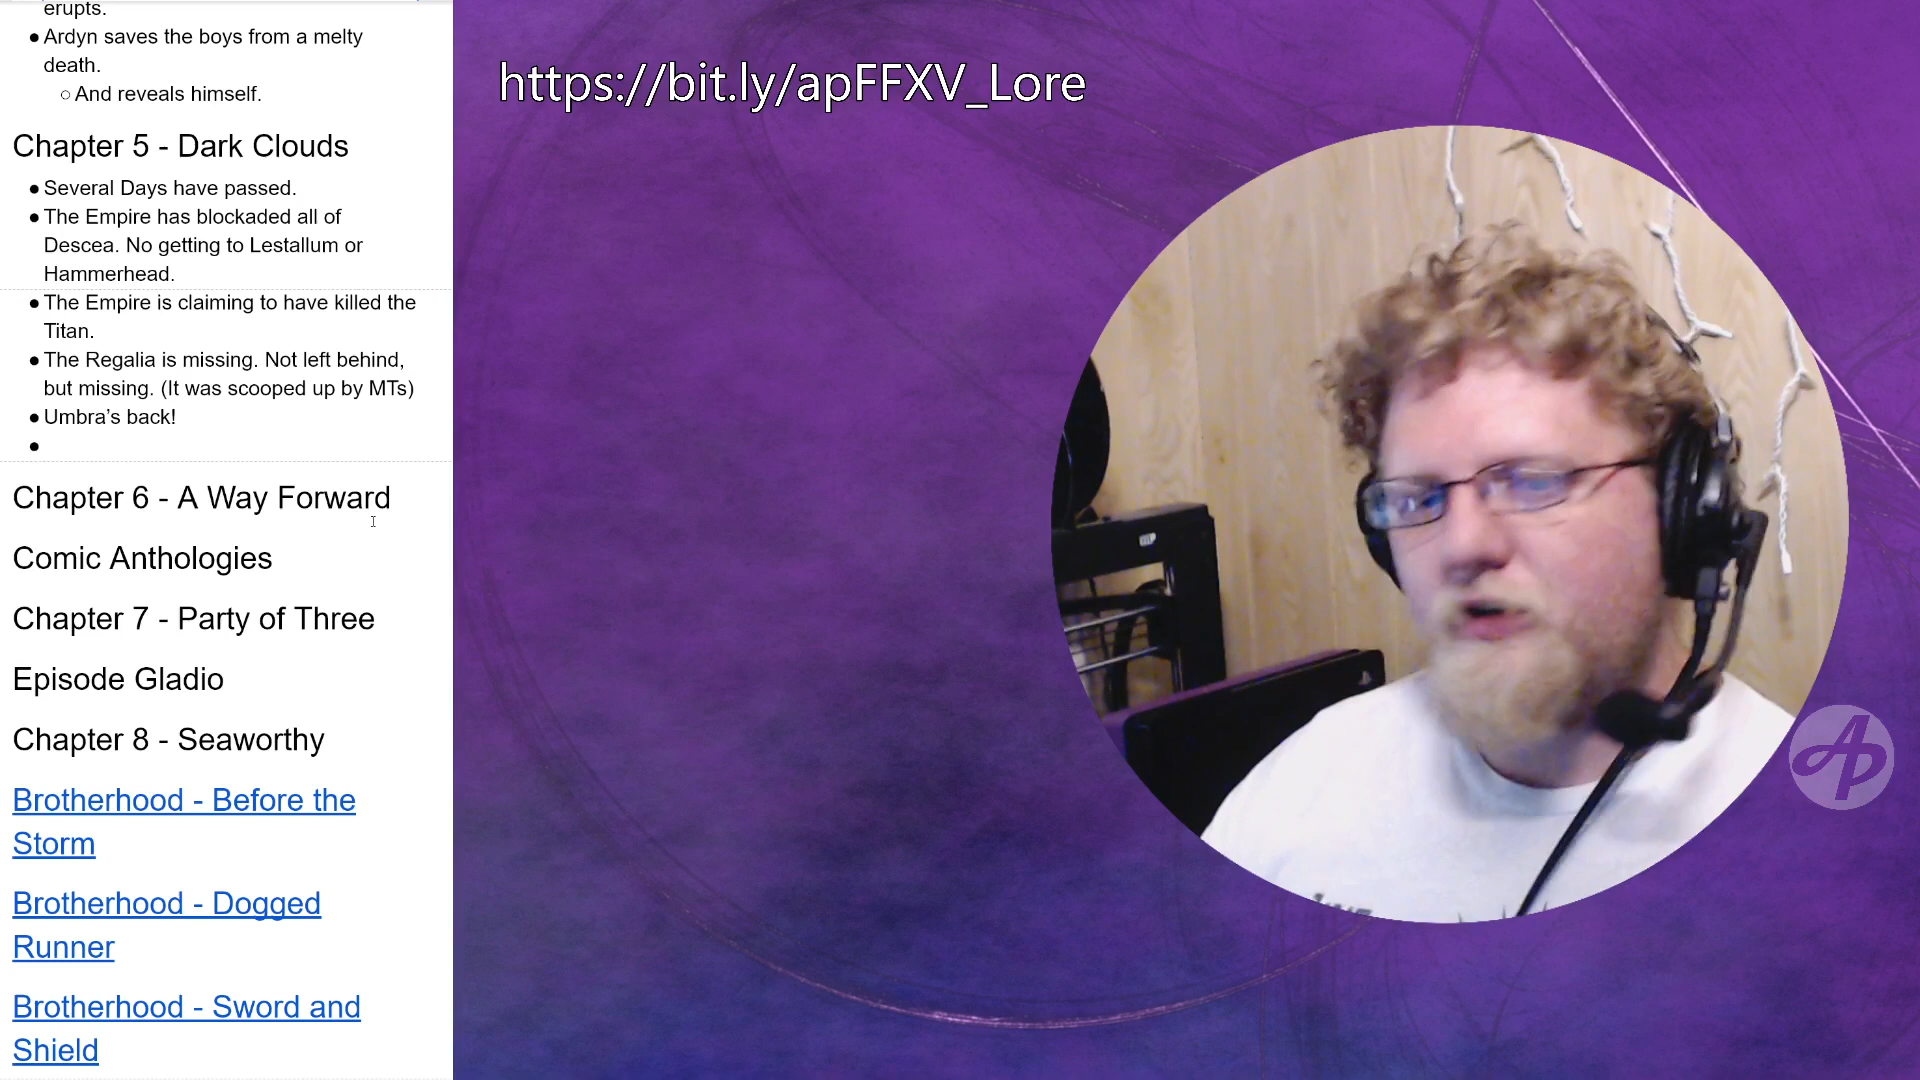 erupts.
● Ardyn saves the boys from a melty
death.
○ And reveals himself.
Chapter 5 - Dark Clouds
● Several Days have passed.
● The Empire has blockaded all of
Descea. No getting to Lestallum or
Hammerhead.
● The Empire is claiming to have killed the
Titan.
● The Regalia is missing. Not left behind,
but missing. (It was scooped up by MTs)
● Umbra’s back!
●
Chapter 6 - A Way Forward
Comic Anthologies
Chapter 7 - Party of Three
Episode Gladio
Chapter 8 - Seaworthy
Brotherhood - Before the
Storm
Brotherhood - Dogged
Runner
Brotherhood - Sword and
Shield
https://bit.ly/apFFXV_Lore
AP